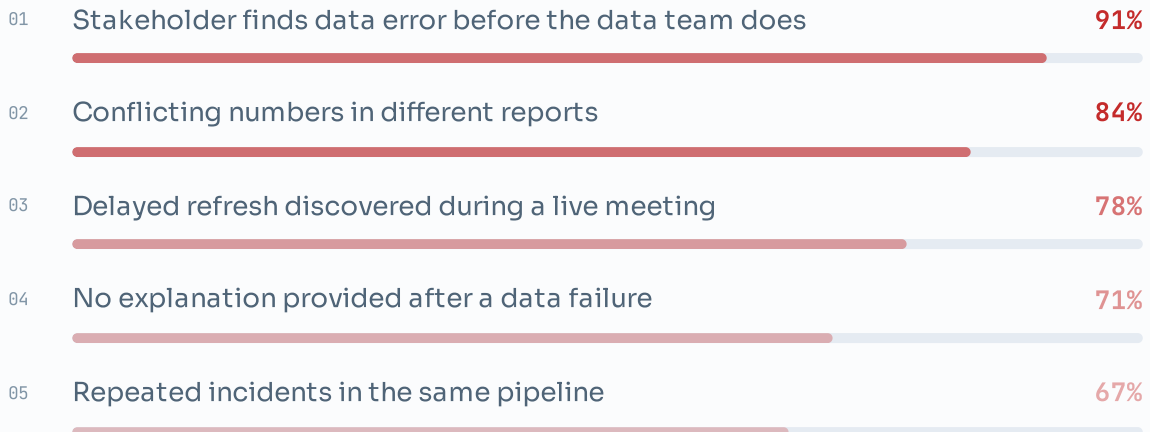 01 Stakeholder finds data error before the data team does 91%
02 Conflicting numbers in different reports 84%
03 Delayed refresh discovered during a live meeting 78%
04 No explanation provided after a data failure 71%
05 Repeated incidents in the same pipeline 67%